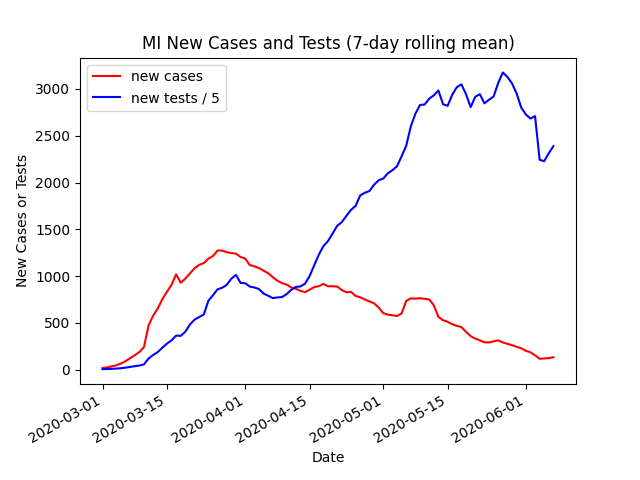 MI New Cases and Tests (7-day rolling mean)
new cases
new tests / 5
3000
2500
2000
1500
1000
500
0
New Cases or Tests
2020-03-01
2020-03-15
2020-04-01
2020-04-15
2020-05-01
2020-05-15
2020-06-01
Date